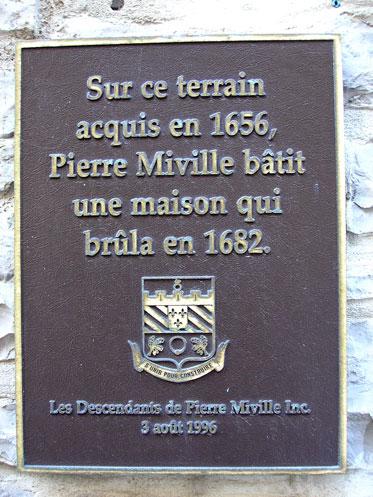 Sur ce terrain
acquis en 1656,
Pierre Miville bâtit
une maison qui
brûla en 1682.
S'UNIR POUR CONSTRUIRE
Les Descendants de Pierre Miville Inc.
3 août 1996